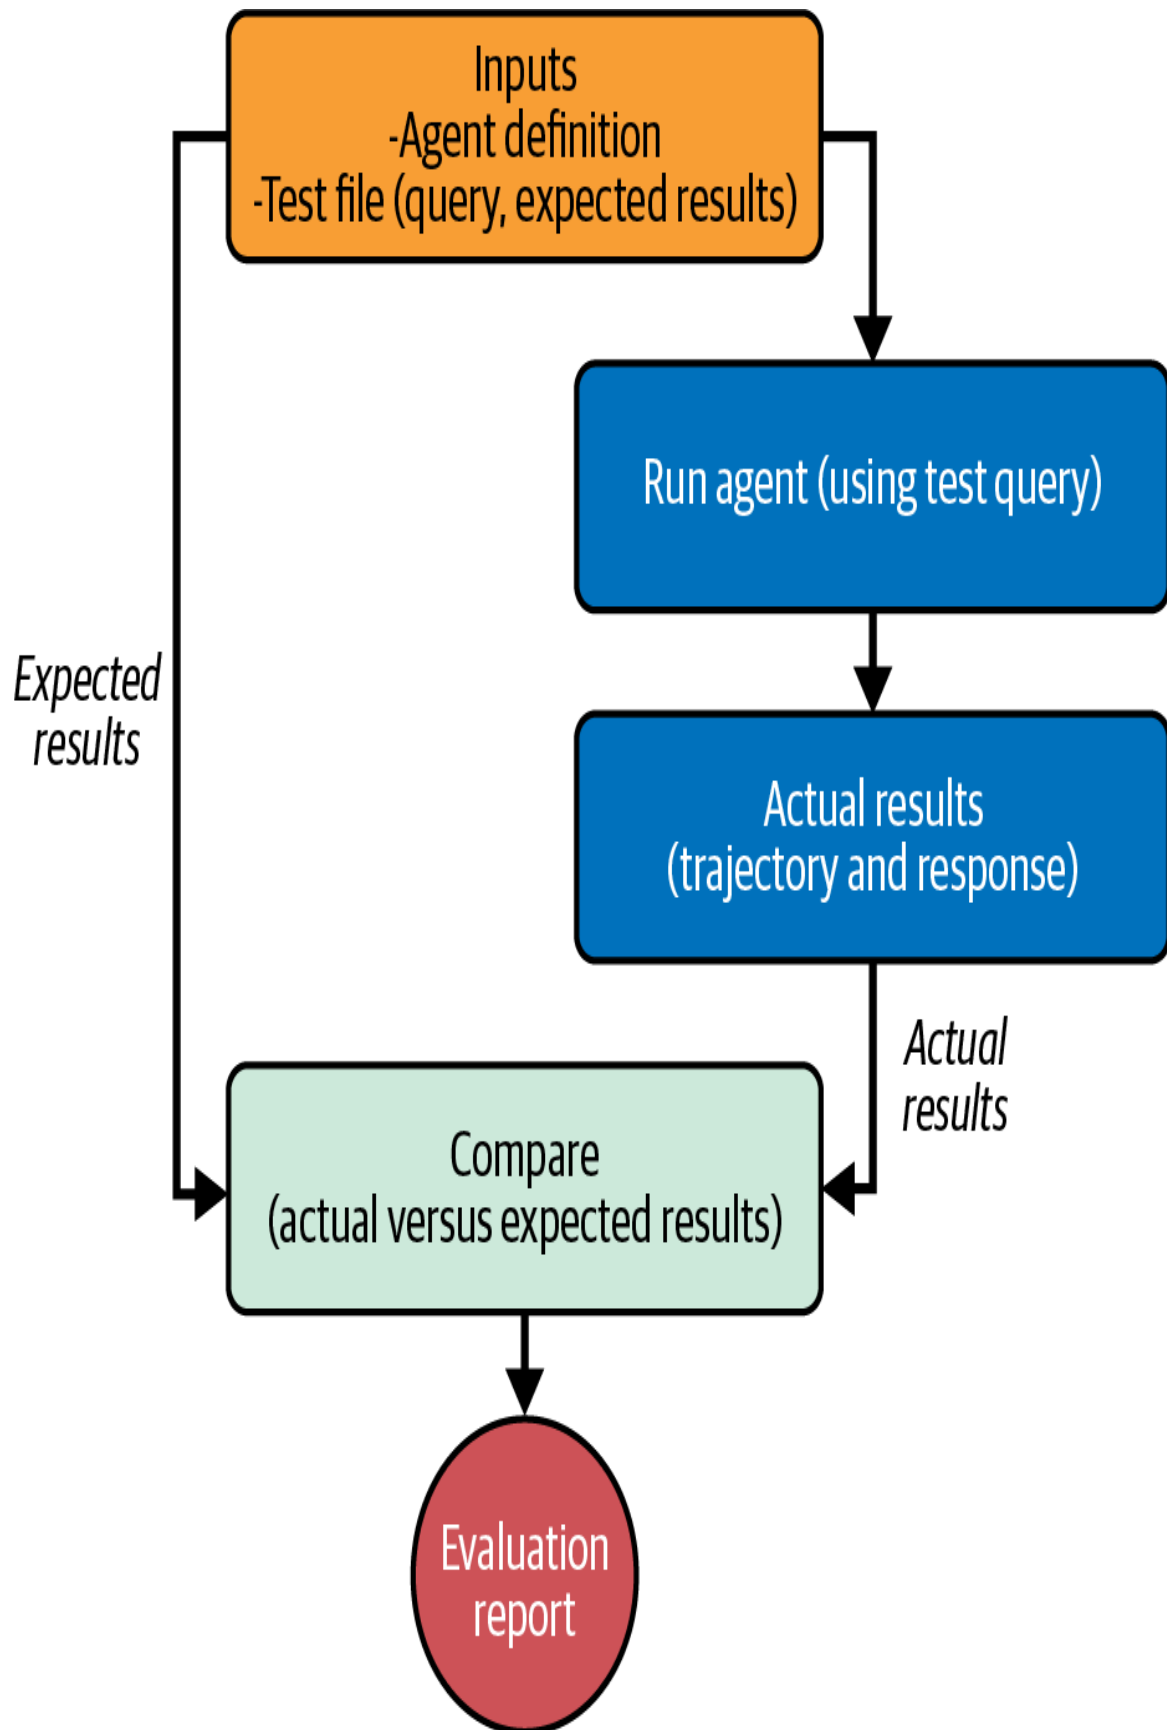 Inputs
-Agent definition
-Test file (query, expected results)
Run agent (using test query)
Expected
results
Actual results
(trajectory and response)
Actual
results
Compare
(actual versus expected results)
Evaluation
report